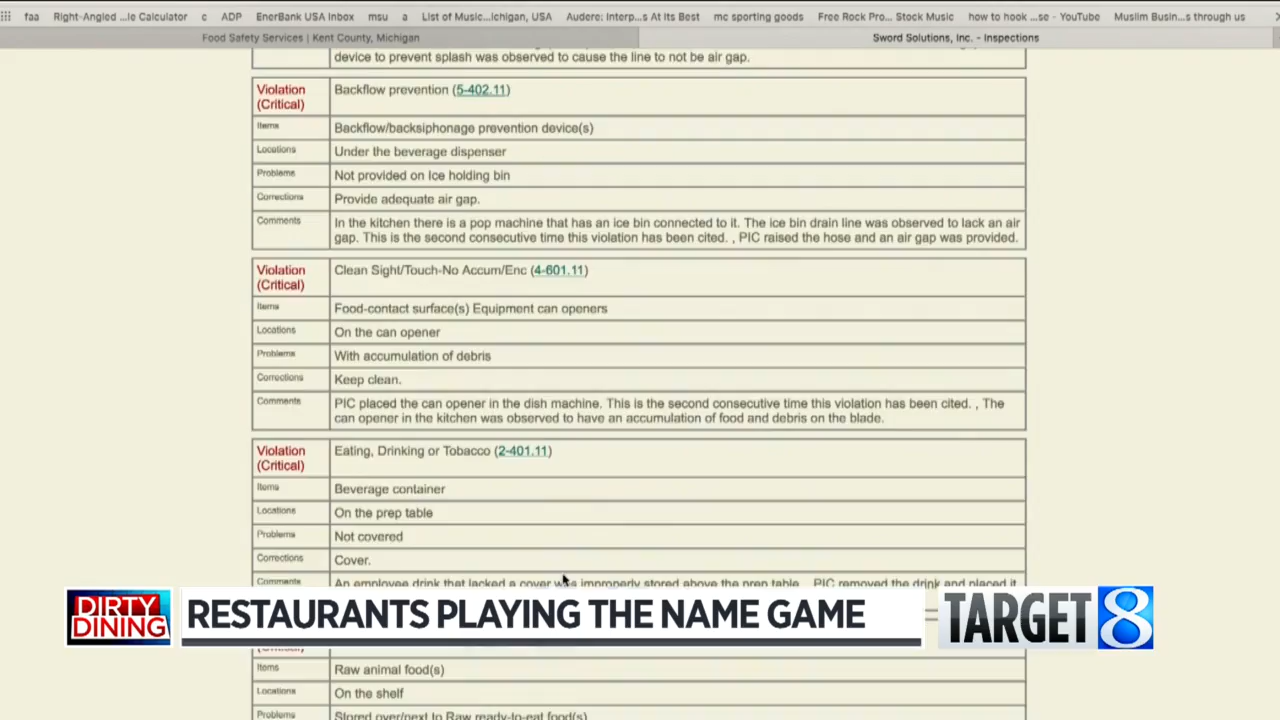 faa Right-Angled ...le Calculator c ADP EnerBank USA Inbox msu a List of Music...ichigan, USA Audere: Interp...s At Its Best mc sporting goods Free Rock Pro... Stock Music how to hook ...se - YouTube Muslim Busin...s through us
Food Safety Services | Kent County, Michigan Sword Solutions, Inc. - Inspections
device to prevent splash was observed to cause the line to not be air gap.
Violation (Critical) Backflow prevention (5-402.11)
Items Backflow/backsiphonage prevention device(s)
Locations Under the beverage dispenser
Problems Not provided on Ice holding bin
Corrections Provide adequate air gap.
Comments In the kitchen there is a pop machine that has an ice bin connected to it. The ice bin drain line was observed to lack an air
gap. This is the second consecutive time this violation has been cited. , PIC raised the hose and an air gap was provided.
Violation (Critical) Clean Sight/Touch-No Accum/Enc (4-601.11)
Items Food-contact surface(s) Equipment can openers
Locations On the can opener
Problems With accumulation of debris
Corrections Keep clean.
Comments PIC placed the can opener in the dish machine. This is the second consecutive time this violation has been cited. , The
can opener in the kitchen was observed to have an accumulation of food and debris on the blade.
Violation (Critical) Eating, Drinking or Tobacco (2-401.11)
Items Beverage container
Locations On the prep table
Problems Not covered
Corrections Cover.
Comments An employee drink that lacked a cover was improperly stored above the prep table. , PIC removed the drink and placed it
DIRTY DINING RESTAURANTS PLAYING THE NAME GAME TARGET 8
(Critical)
Items Raw animal food(s)
Locations On the shelf
Problems Stored over/next to Raw ready-to-eat food(s)